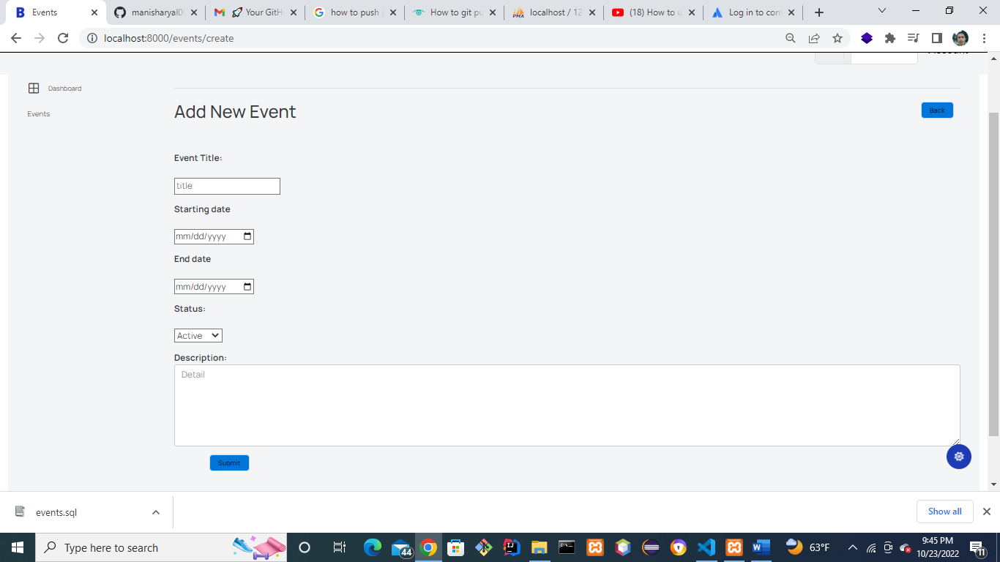 Events
manisharyal0
Your GitH
how to push
How to git pu
localhost / 12
(18) How to u
Log in to con
localhost:8000/events/create
Dashboard
Events
Add New Event
Back
Event Title:
title
Starting date
mm/dd/yyyy
End date
mm/dd/yyyy
Status:
Active
Description:
Detail
Submit
events.sql
Show all
Type here to search
44
63°F
9:45 PM
10/23/2022
11